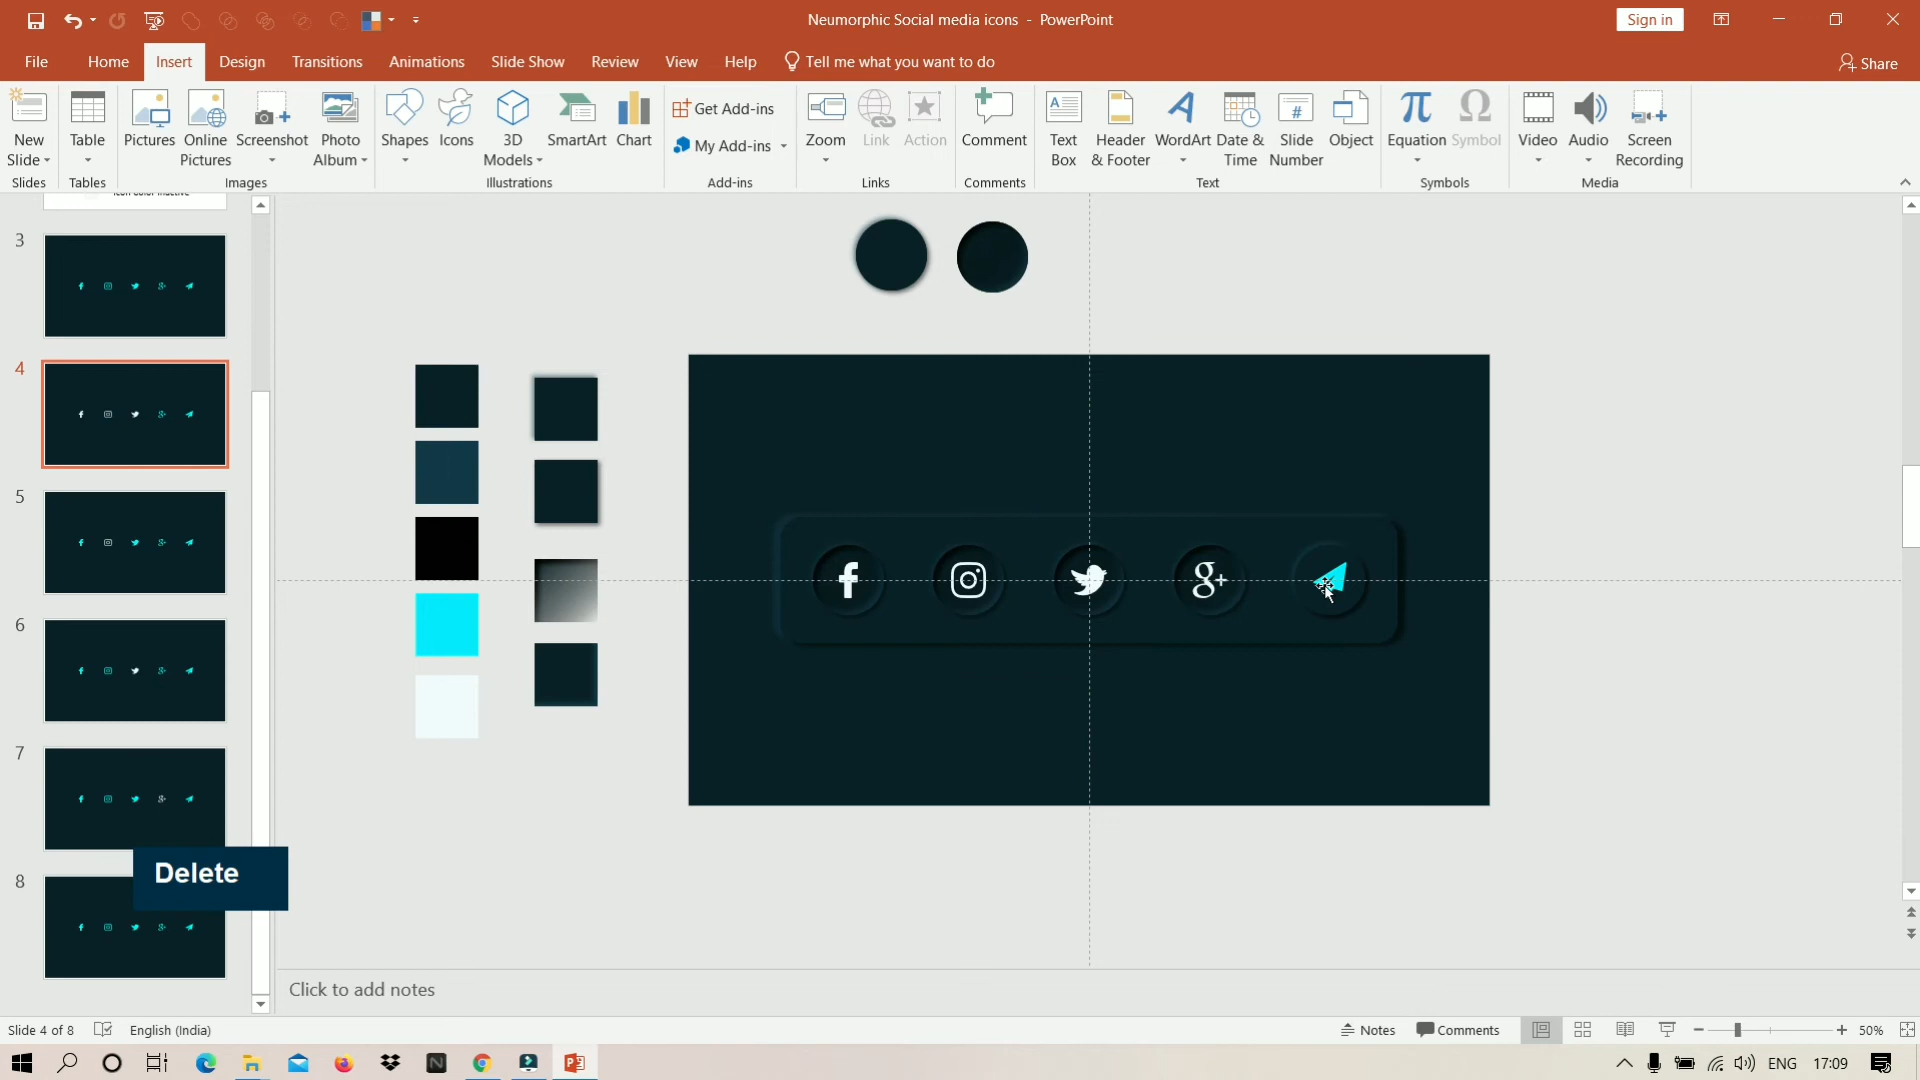 Neumorphic Social media icons - PowerPoint
Sign in
File Home Insert Design Transitions Animations Slide Show Review View Help Tell me what you want to do
Share
New Slide
Table
Pictures
Online Pictures
Screenshot
Photo Album
Shapes
Icons
3D Models
SmartArt
Chart
Get Add-ins
My Add-ins
Zoom
Link
Action
Comment
Text Box
Header & Footer
WordArt
Date & Time
Slide Number
Object
Equation
Symbol
Video
Audio
Screen Recording
Slides Tables Images Illustrations Add-ins Links Comments Text Symbols Media
icon color inactive
3
4
5
6
7
8
Delete
f
g+
Click to add notes
Slide 4 of 8
English (India)
Notes
Comments
50%
ENG
17:09